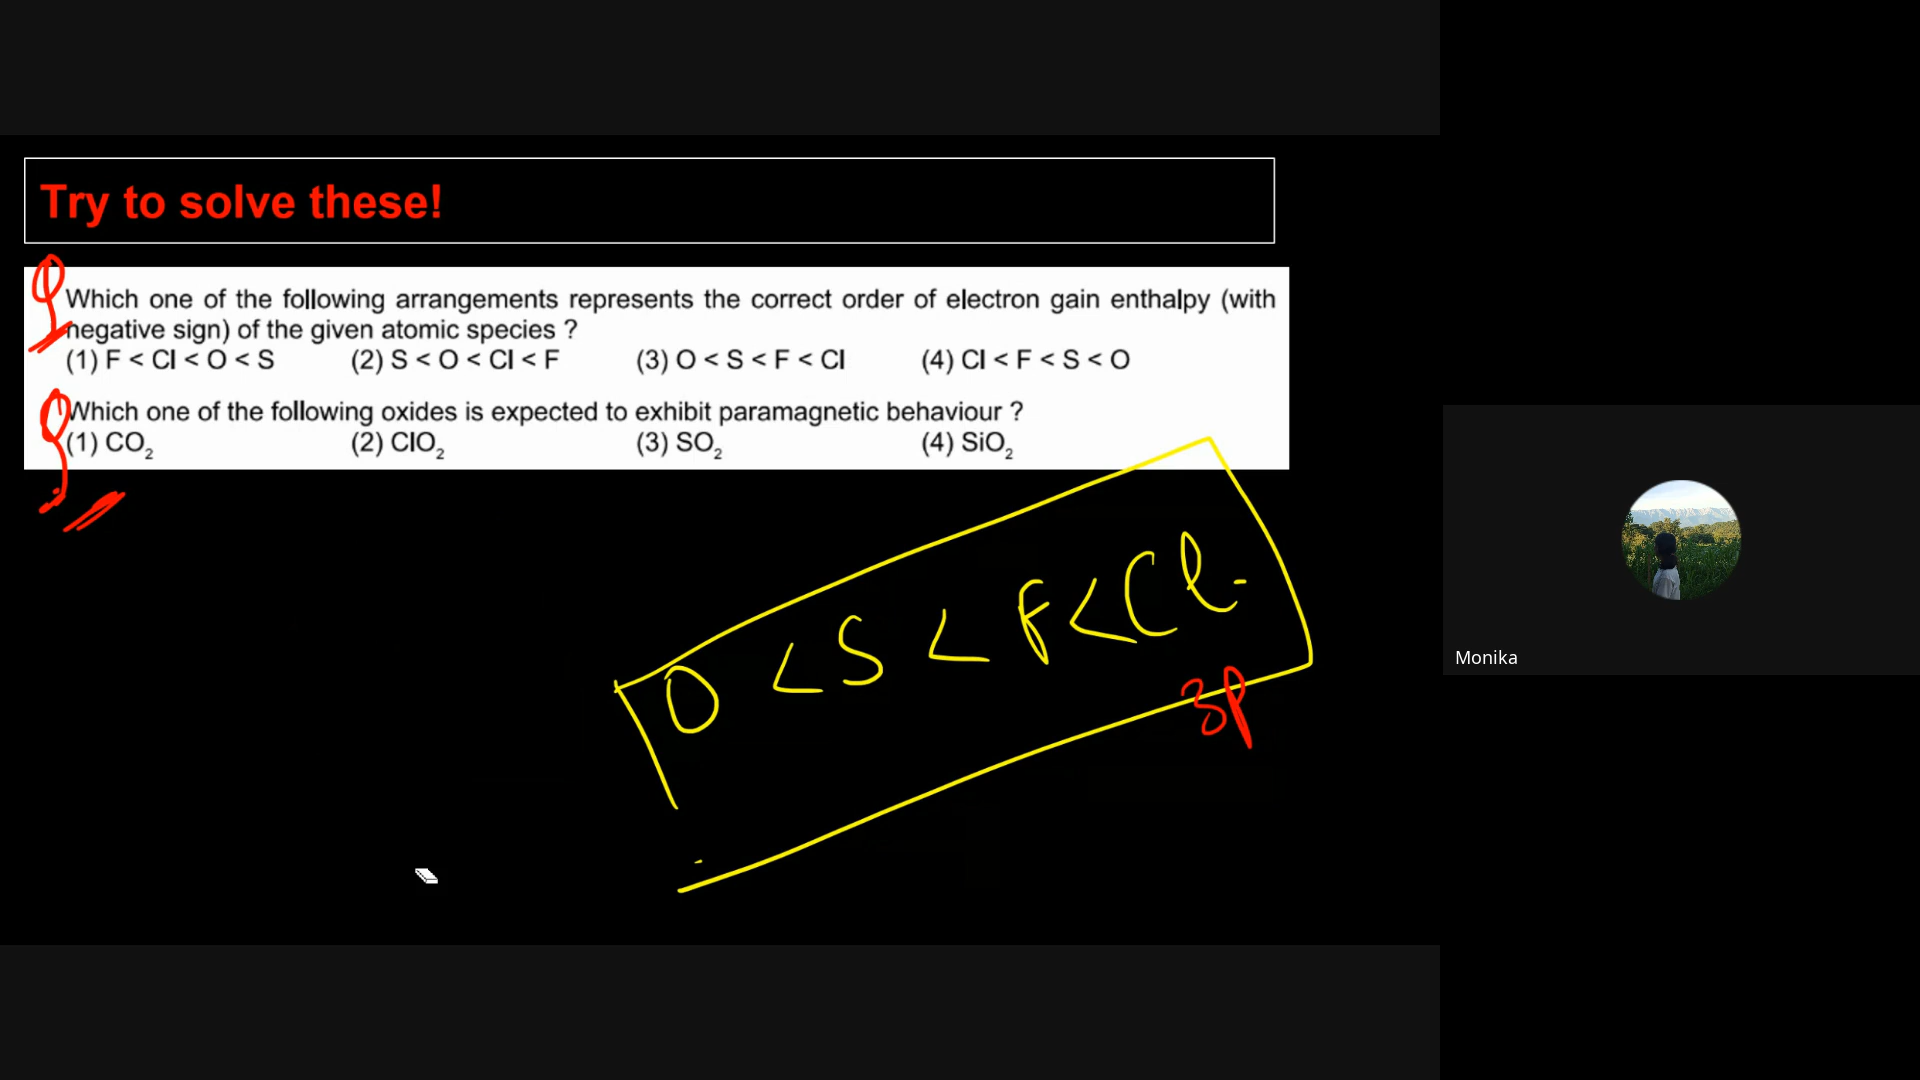 Try to solve these!
Which one of the following arrangements represents the correct order of electron gain enthalpy (with
negative sign) of the given atomic species ?
(1) F < Cl < O < S (2) S < O < Cl < F (3) O < S < F < Cl (4) Cl < F < S < O
Which one of the following oxides is expected to exhibit paramagnetic behaviour ?
(1) CO₂ (2) ClO₂ (3) SO₂ (4) SiO₂
O < S < F < Cl
3p
Monika